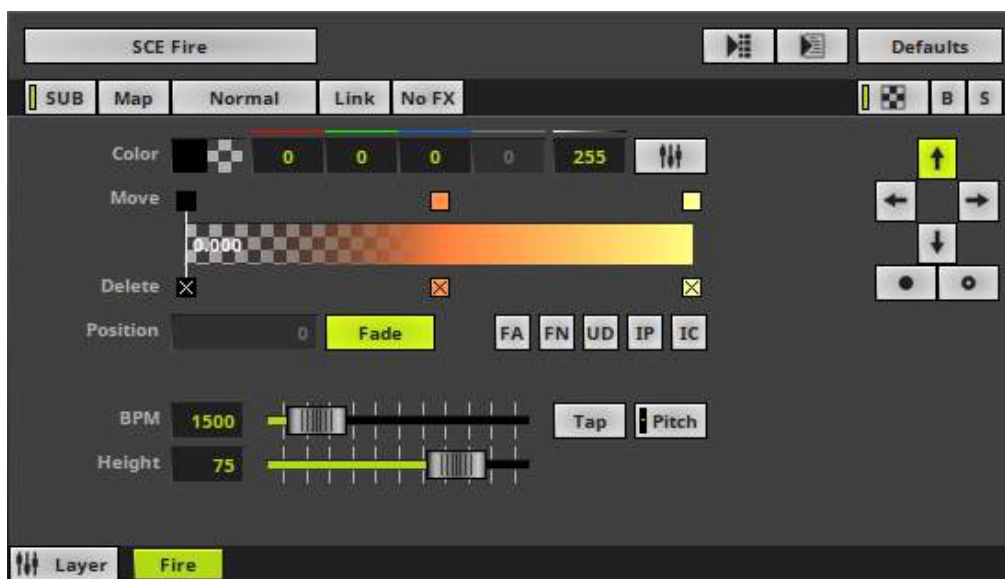 SCE Fire Defaults
SUB Map Normal Link No FX B S
Color 0 0 0 0 255
Move
0.000
Delete
Position 0 Fade FA FN UD IP IC
BPM 1500 Tap Pitch
Height 75
Layer Fire